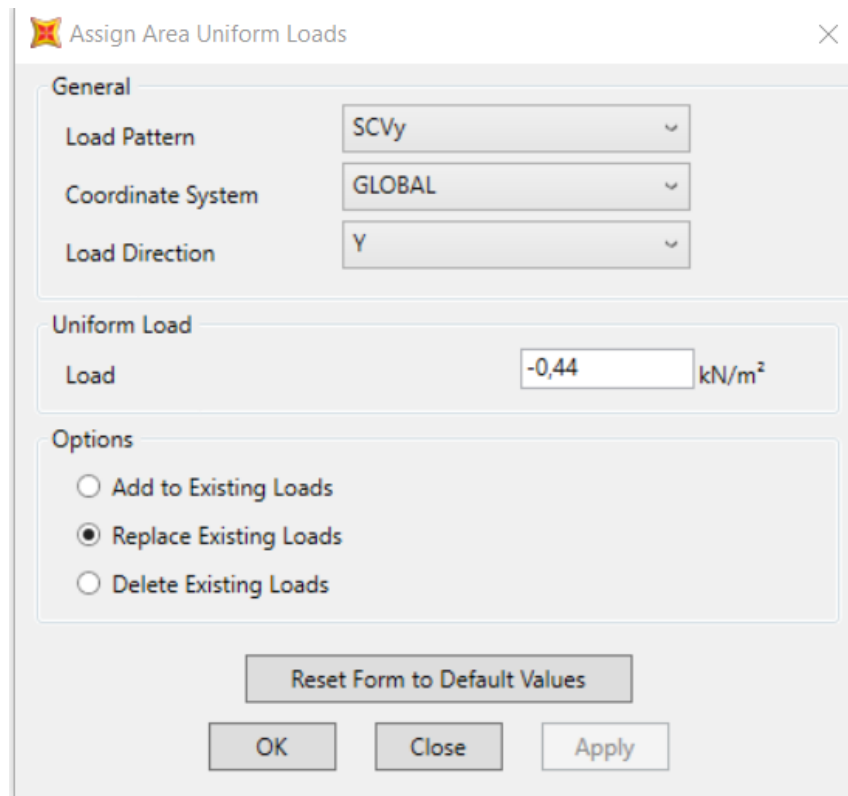 Assign Area Uniform Loads
General
Load Pattern SCVy
Coordinate System GLOBAL
Load Direction Y
Uniform Load
Load -0,44 kN/m²
Options
Add to Existing Loads
Replace Existing Loads
Delete Existing Loads
Reset Form to Default Values
OK Close Apply